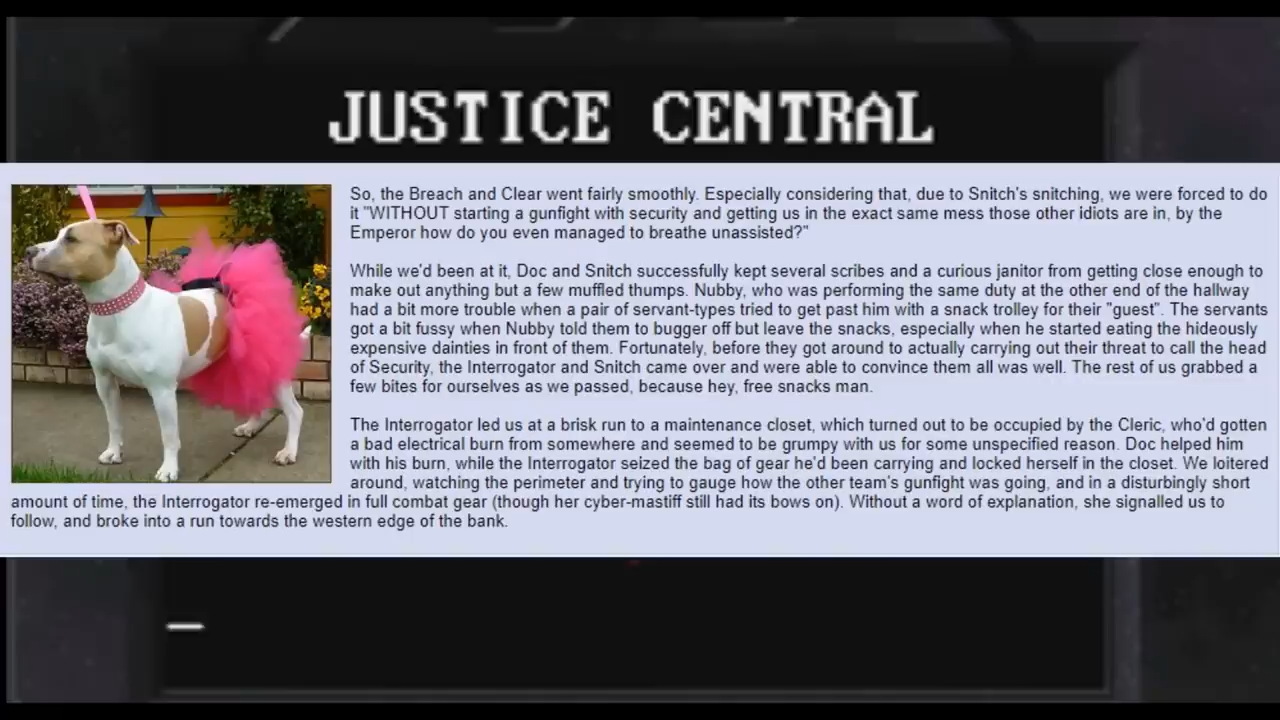 JUSTICE CENTRAL
So, the Breach and Clear went fairly smoothly. Especially considering that, due to Snitch's snitching, we were forced to do
it "WITHOUT starting a gunfight with security and getting us in the exact same mess those other idiots are in, by the
Emperor how do you even managed to breathe unassisted?"
While we'd been at it, Doc and Snitch successfully kept several scribes and a curious janitor from getting close enough to
make out anything but a few muffled thumps. Nubby, who was performing the same duty at the other end of the hallway
had a bit more trouble when a pair of servant-types tried to get past him with a snack trolley for their "guest". The servants
got a bit fussy when Nubby told them to bugger off but leave the snacks, especially when he started eating the hideously
expensive dainties in front of them. Fortunately, before they got around to actually carrying out their threat to call the head
of Security, the Interrogator and Snitch came over and were able to convince them all was well. The rest of us grabbed a
few bites for ourselves as we passed, because hey, free snacks man.
The Interrogator led us at a brisk run to a maintenance closet, which turned out to be occupied by the Cleric, who'd gotten
a bad electrical burn from somewhere and seemed to be grumpy with us for some unspecified reason. Doc helped him
with his burn, while the Interrogator seized the bag of gear he'd been carrying and locked herself in the closet. We loitered
around, watching the perimeter and trying to gauge how the other team's gunfight was going, and in a disturbingly short
amount of time, the Interrogator re-emerged in full combat gear (though her cyber-mastiff still had its bows on). Without a word of explanation, she signalled us to
follow, and broke into a run towards the western edge of the bank.